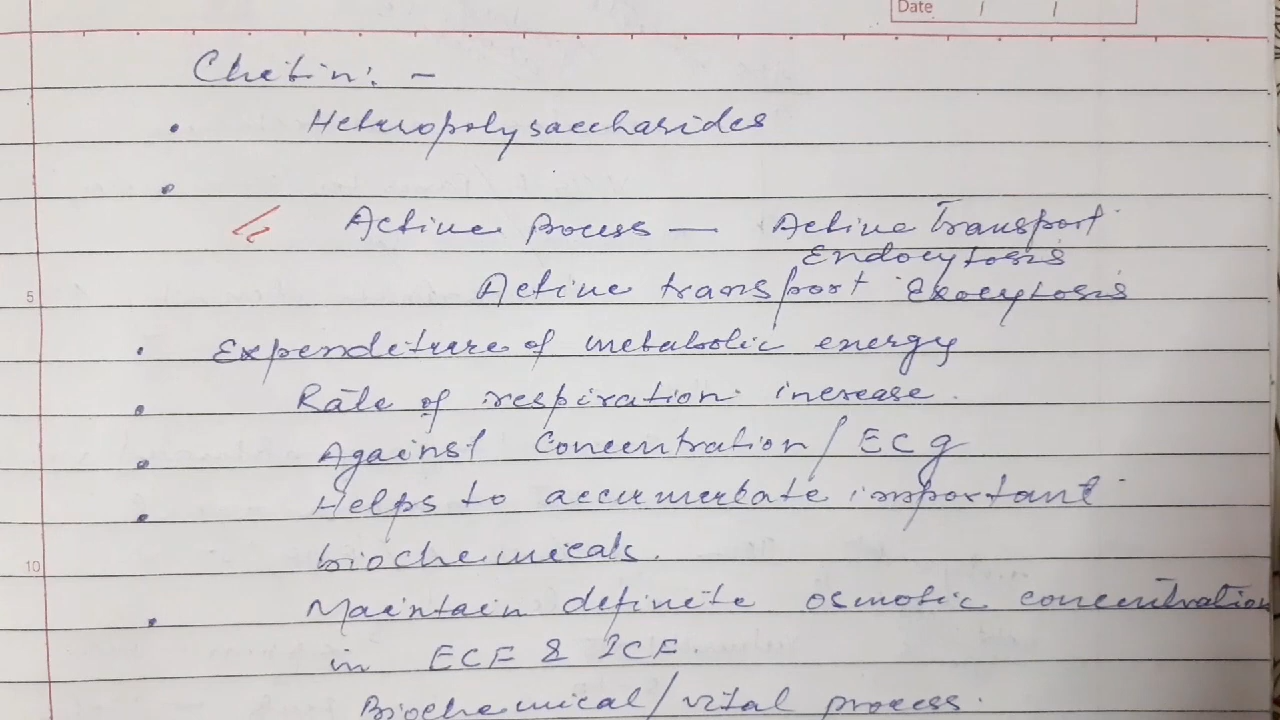 Date / /
Chitin: -
• Heteropolysaccharides
•
Active Process — Active Transport
Endocytosis
Active transport Exocytosis
5
• Expenditure of metabolic energy
• Rate of respiration increase.
• Against Concentration / ECg
• Helps to accumulate important
biochemicals.
10
• Maintain definite osmotic concentration
in ECF & ICF.
Biochemical / vital process.